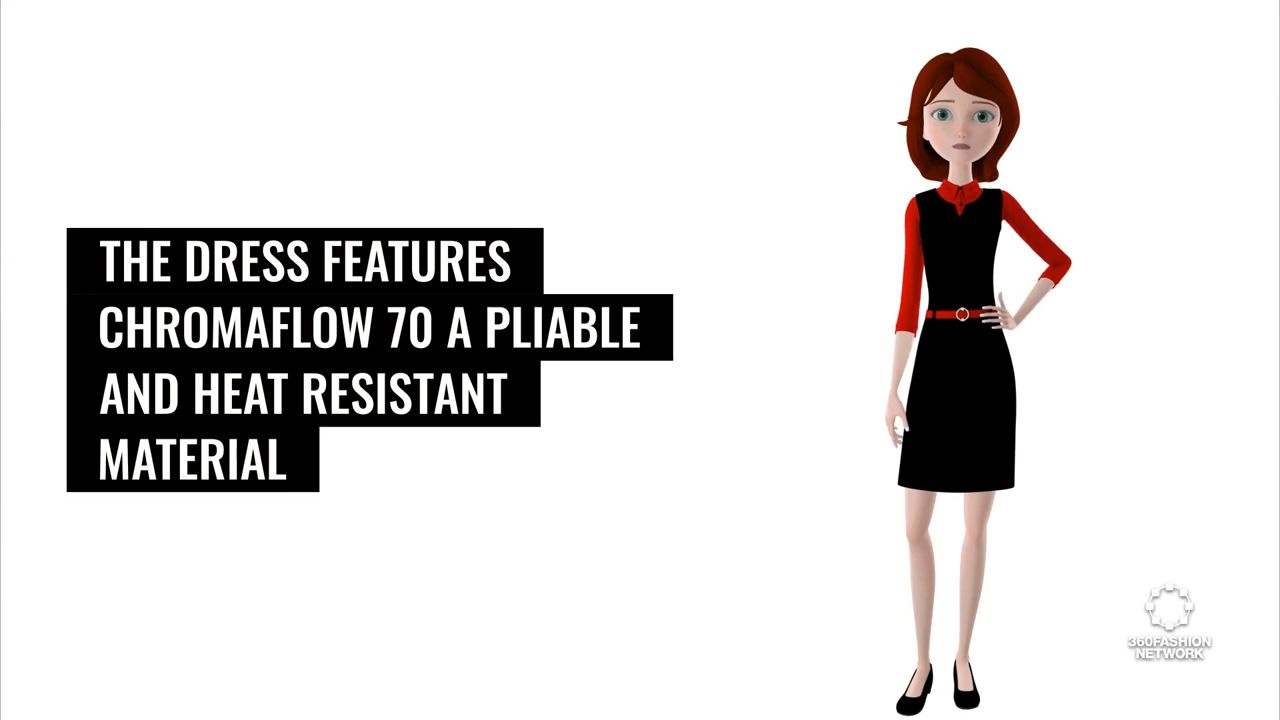 THE DRESS FEATURES
CHROMAFLOW 70 A PLIABLE
AND HEAT RESISTANT
MATERIAL
360FASHION
NETWORK